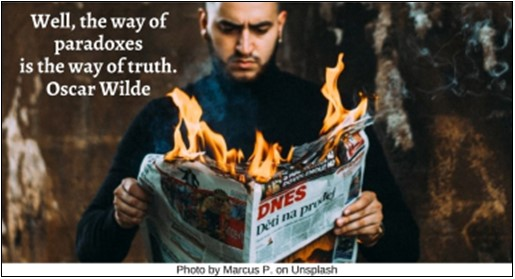 Well, the way of
paradoxes
is the way of truth.
Oscar Wilde
DNES
Děti na prodej
Photo by Marcus P. on Unsplash